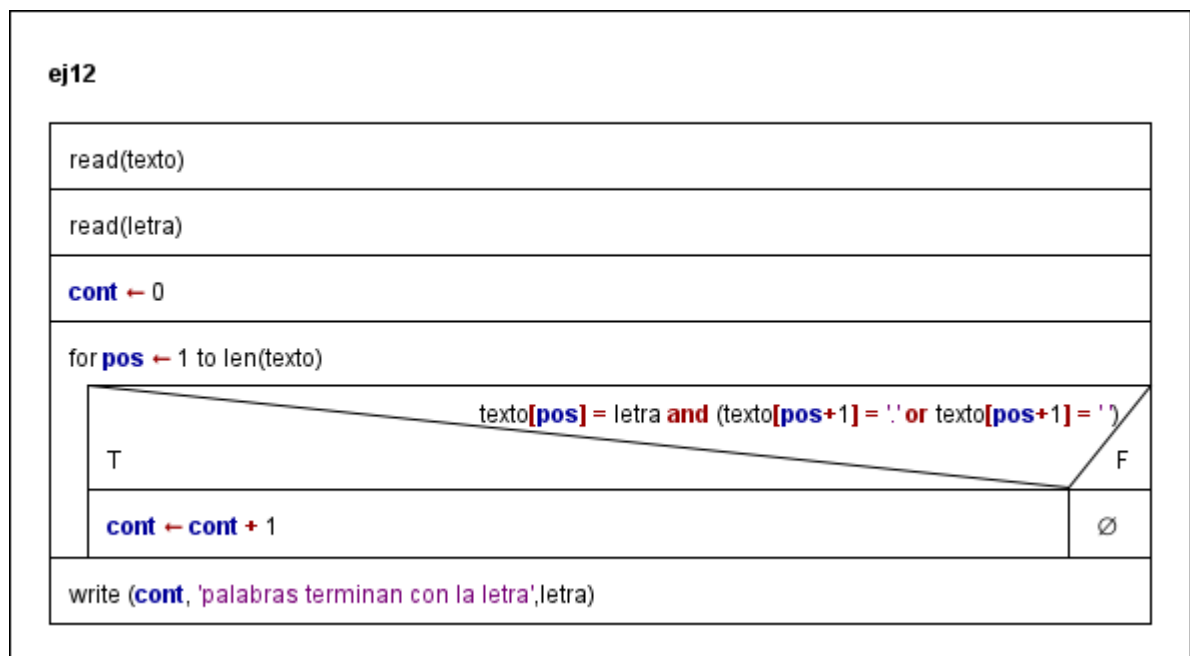 ej12
read(texto)
read(letra)
cont ← 0
for pos ← 1 to len(texto)
texto[pos] = letra and (texto[pos+1] = '.' or texto[pos+1] = ' ')
T
F
cont ← cont + 1
∅
write (cont, 'palabras terminan con la letra',letra)